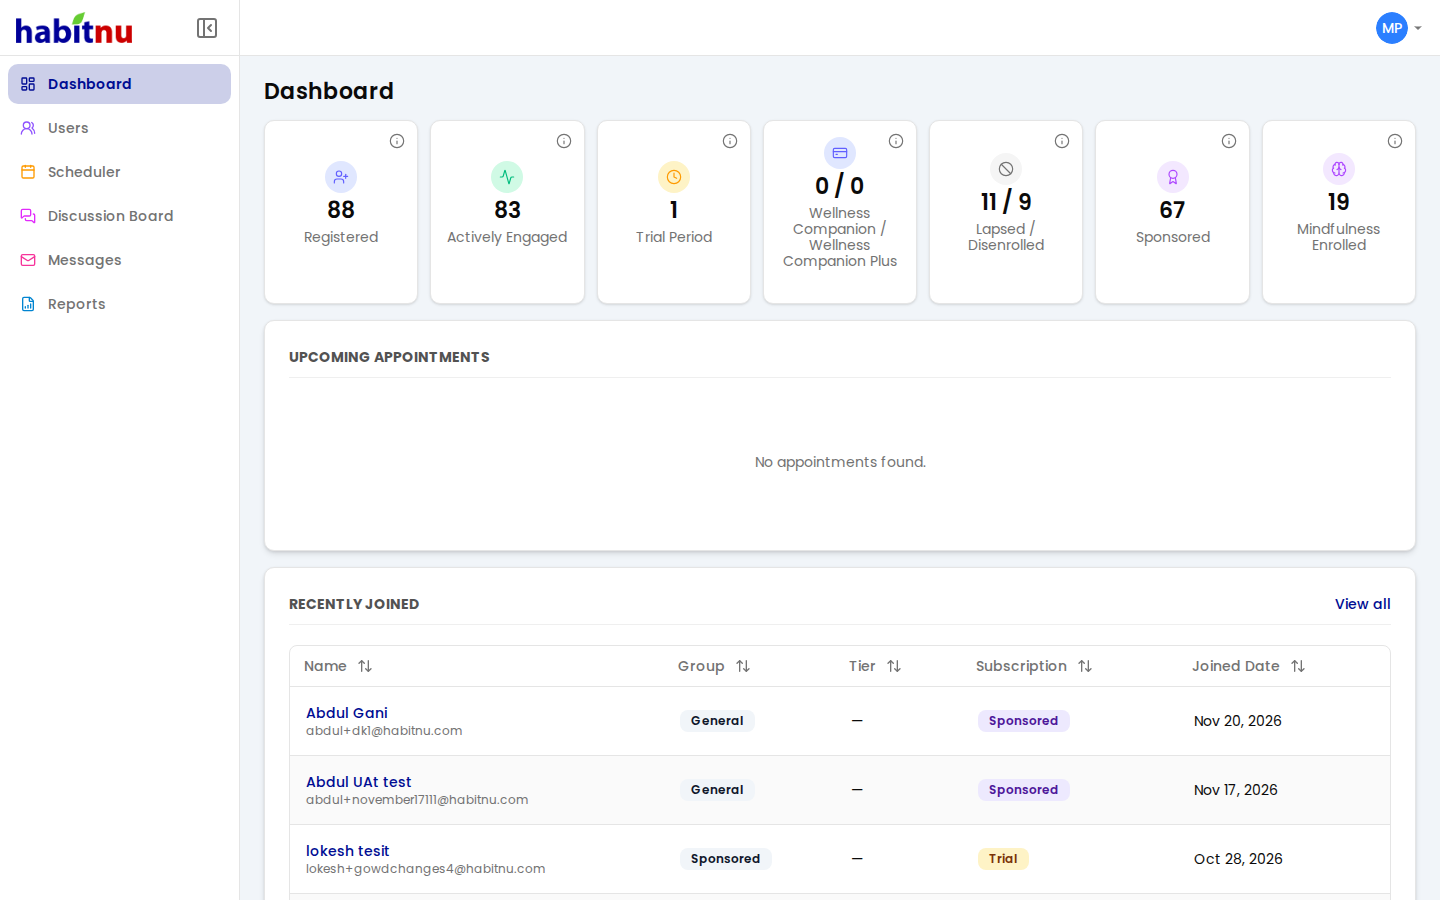 habitnu
MP
Dashboard
Users
Scheduler
Discussion Board
Messages
Reports
Dashboard
88
Registered
83
Actively Engaged
1
Trial Period
0 / 0
Wellness
Companion /
Wellness
Companion Plus
11 / 9
Lapsed /
Disenrolled
67
Sponsored
19
Mindfulness
Enrolled
UPCOMING APPOINTMENTS
No appointments found.
RECENTLY JOINED
View all
Name Group Tier Subscription Joined Date
Abdul Gani
abdul+dk1@habitnu.com
General — Sponsored Nov 20, 2026
Abdul UAt test
abdul+november17111@habitnu.com
General — Sponsored Nov 17, 2026
lokesh tesit
lokesh+gowdchanges4@habitnu.com
Sponsored — Trial Oct 28, 2026